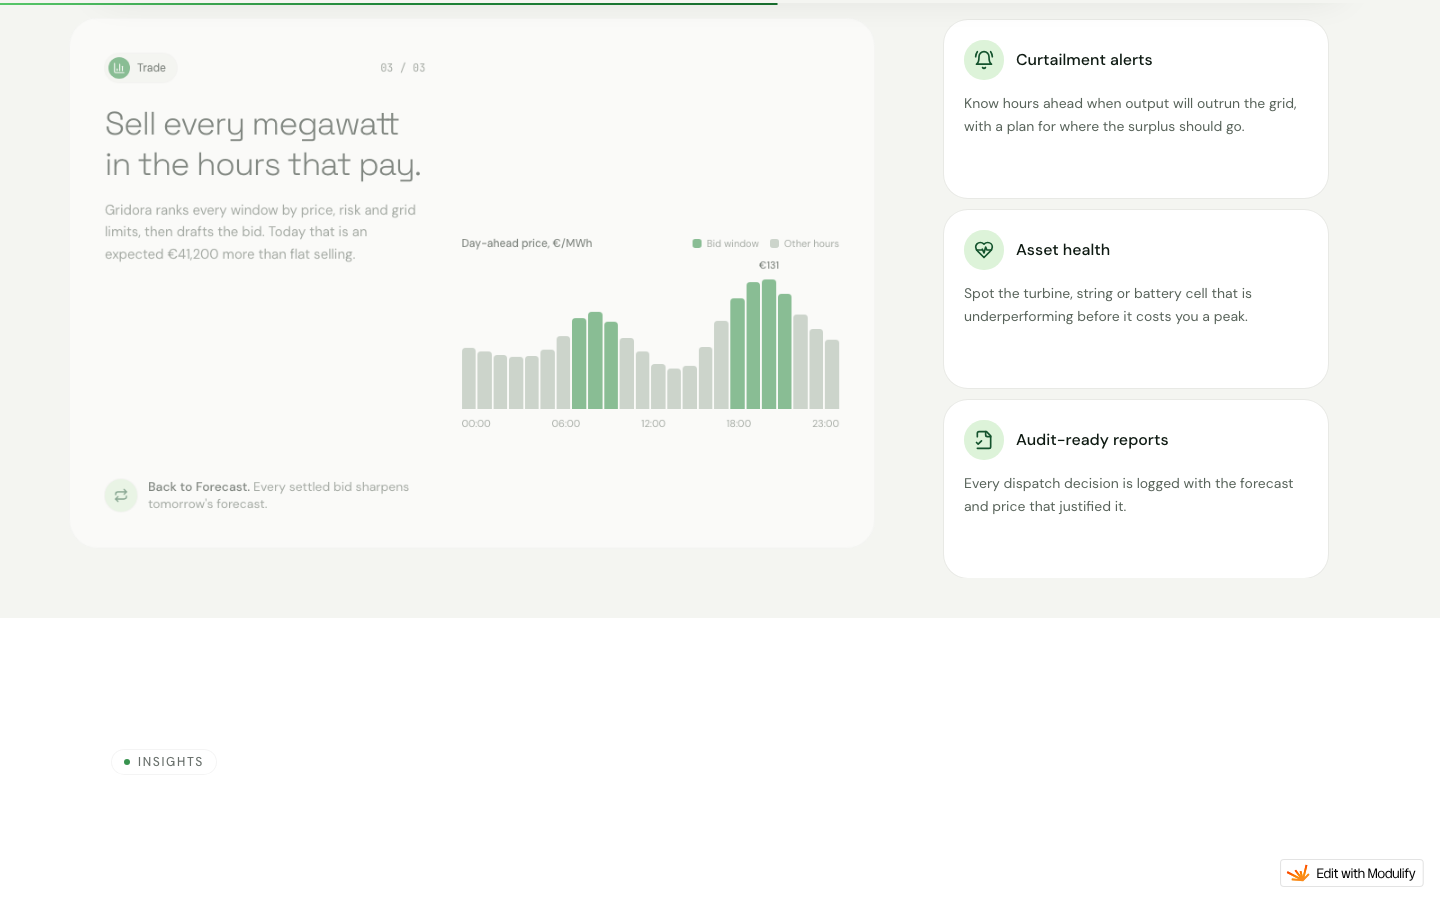 Trade
03 / 03
Sell every megawatt
in the hours that pay.
Gridora ranks every window by price, risk and grid
limits, then drafts the bid. Today that is an
expected €41,200 more than flat selling.
Day-ahead price, €/MWh
Bid window
Other hours
€131
00:00
06:00
12:00
18:00
23:00
Back to Forecast. Every settled bid sharpens
tomorrow's forecast.
Curtailment alerts
Know hours ahead when output will outrun the grid,
with a plan for where the surplus should go.
Asset health
Spot the turbine, string or battery cell that is
underperforming before it costs you a peak.
Audit-ready reports
Every dispatch decision is logged with the forecast
and price that justified it.
INSIGHTS
Edit with Modulify